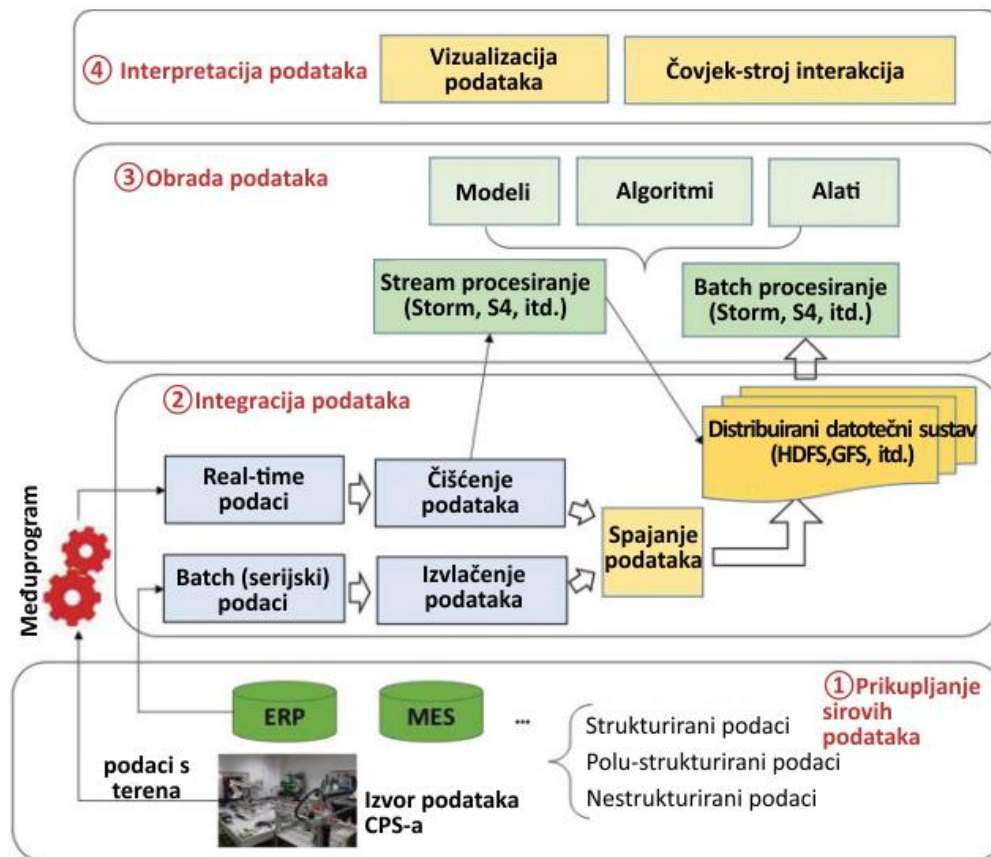 ④ Interpretacija podataka
Vizualizacija
podataka
Čovjek-stroj interakcija
③ Obrada podataka
Modeli
Algoritmi
Alati
Stream procesiranje
(Storm, S4, itd.)
Batch procesiranje
(Storm, S4, itd.)
② Integracija podataka
Distribuirani datotečni sustav
(HDFS,GFS, itd.)
Real-time
podaci
Čišćenje
podataka
Spajanje
podataka
Batch (serijski)
podaci
Izvlačenje
podataka
Međuprogram
① Prikupljanje
sirovih
podataka
ERP
MES
...
Strukturirani podaci
Polu-strukturirani podaci
Nestrukturirani podaci
podaci s
terena
Izvor podataka
CPS-a